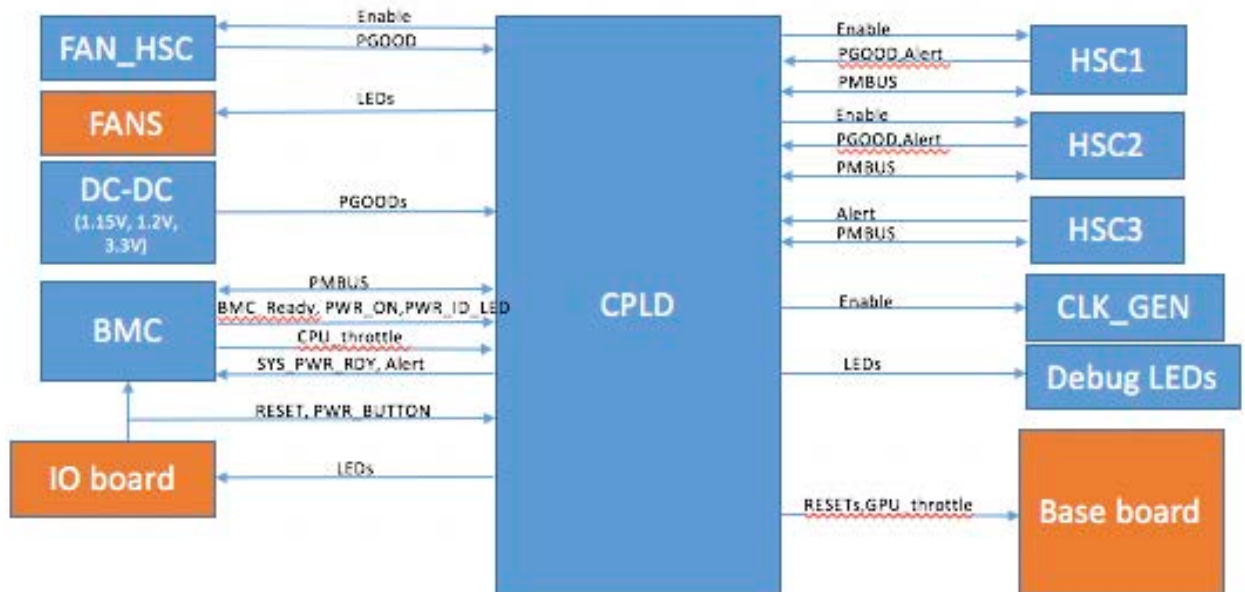 Enable
FAN_HSC
PGOOD
LEDs
FANS
DC-DC
(1.15V, 1.2V,
3.3V)
PGOODs
PMBUS
BMC_Ready, PWR_ON,PWR_ID_LED
BMC
CPU_throttle
SYS_PWR_RDY, Alert
RESET, PWR_BUTTON
IO board
LEDs
CPLD
Enable
PGOOD,Alert
HSC1
PMBUS
Enable
PGOOD,Alert
HSC2
PMBUS
Alert
HSC3
PMBUS
Enable
CLK_GEN
LEDs
Debug LEDs
RESETs,GPU_throttle
Base board